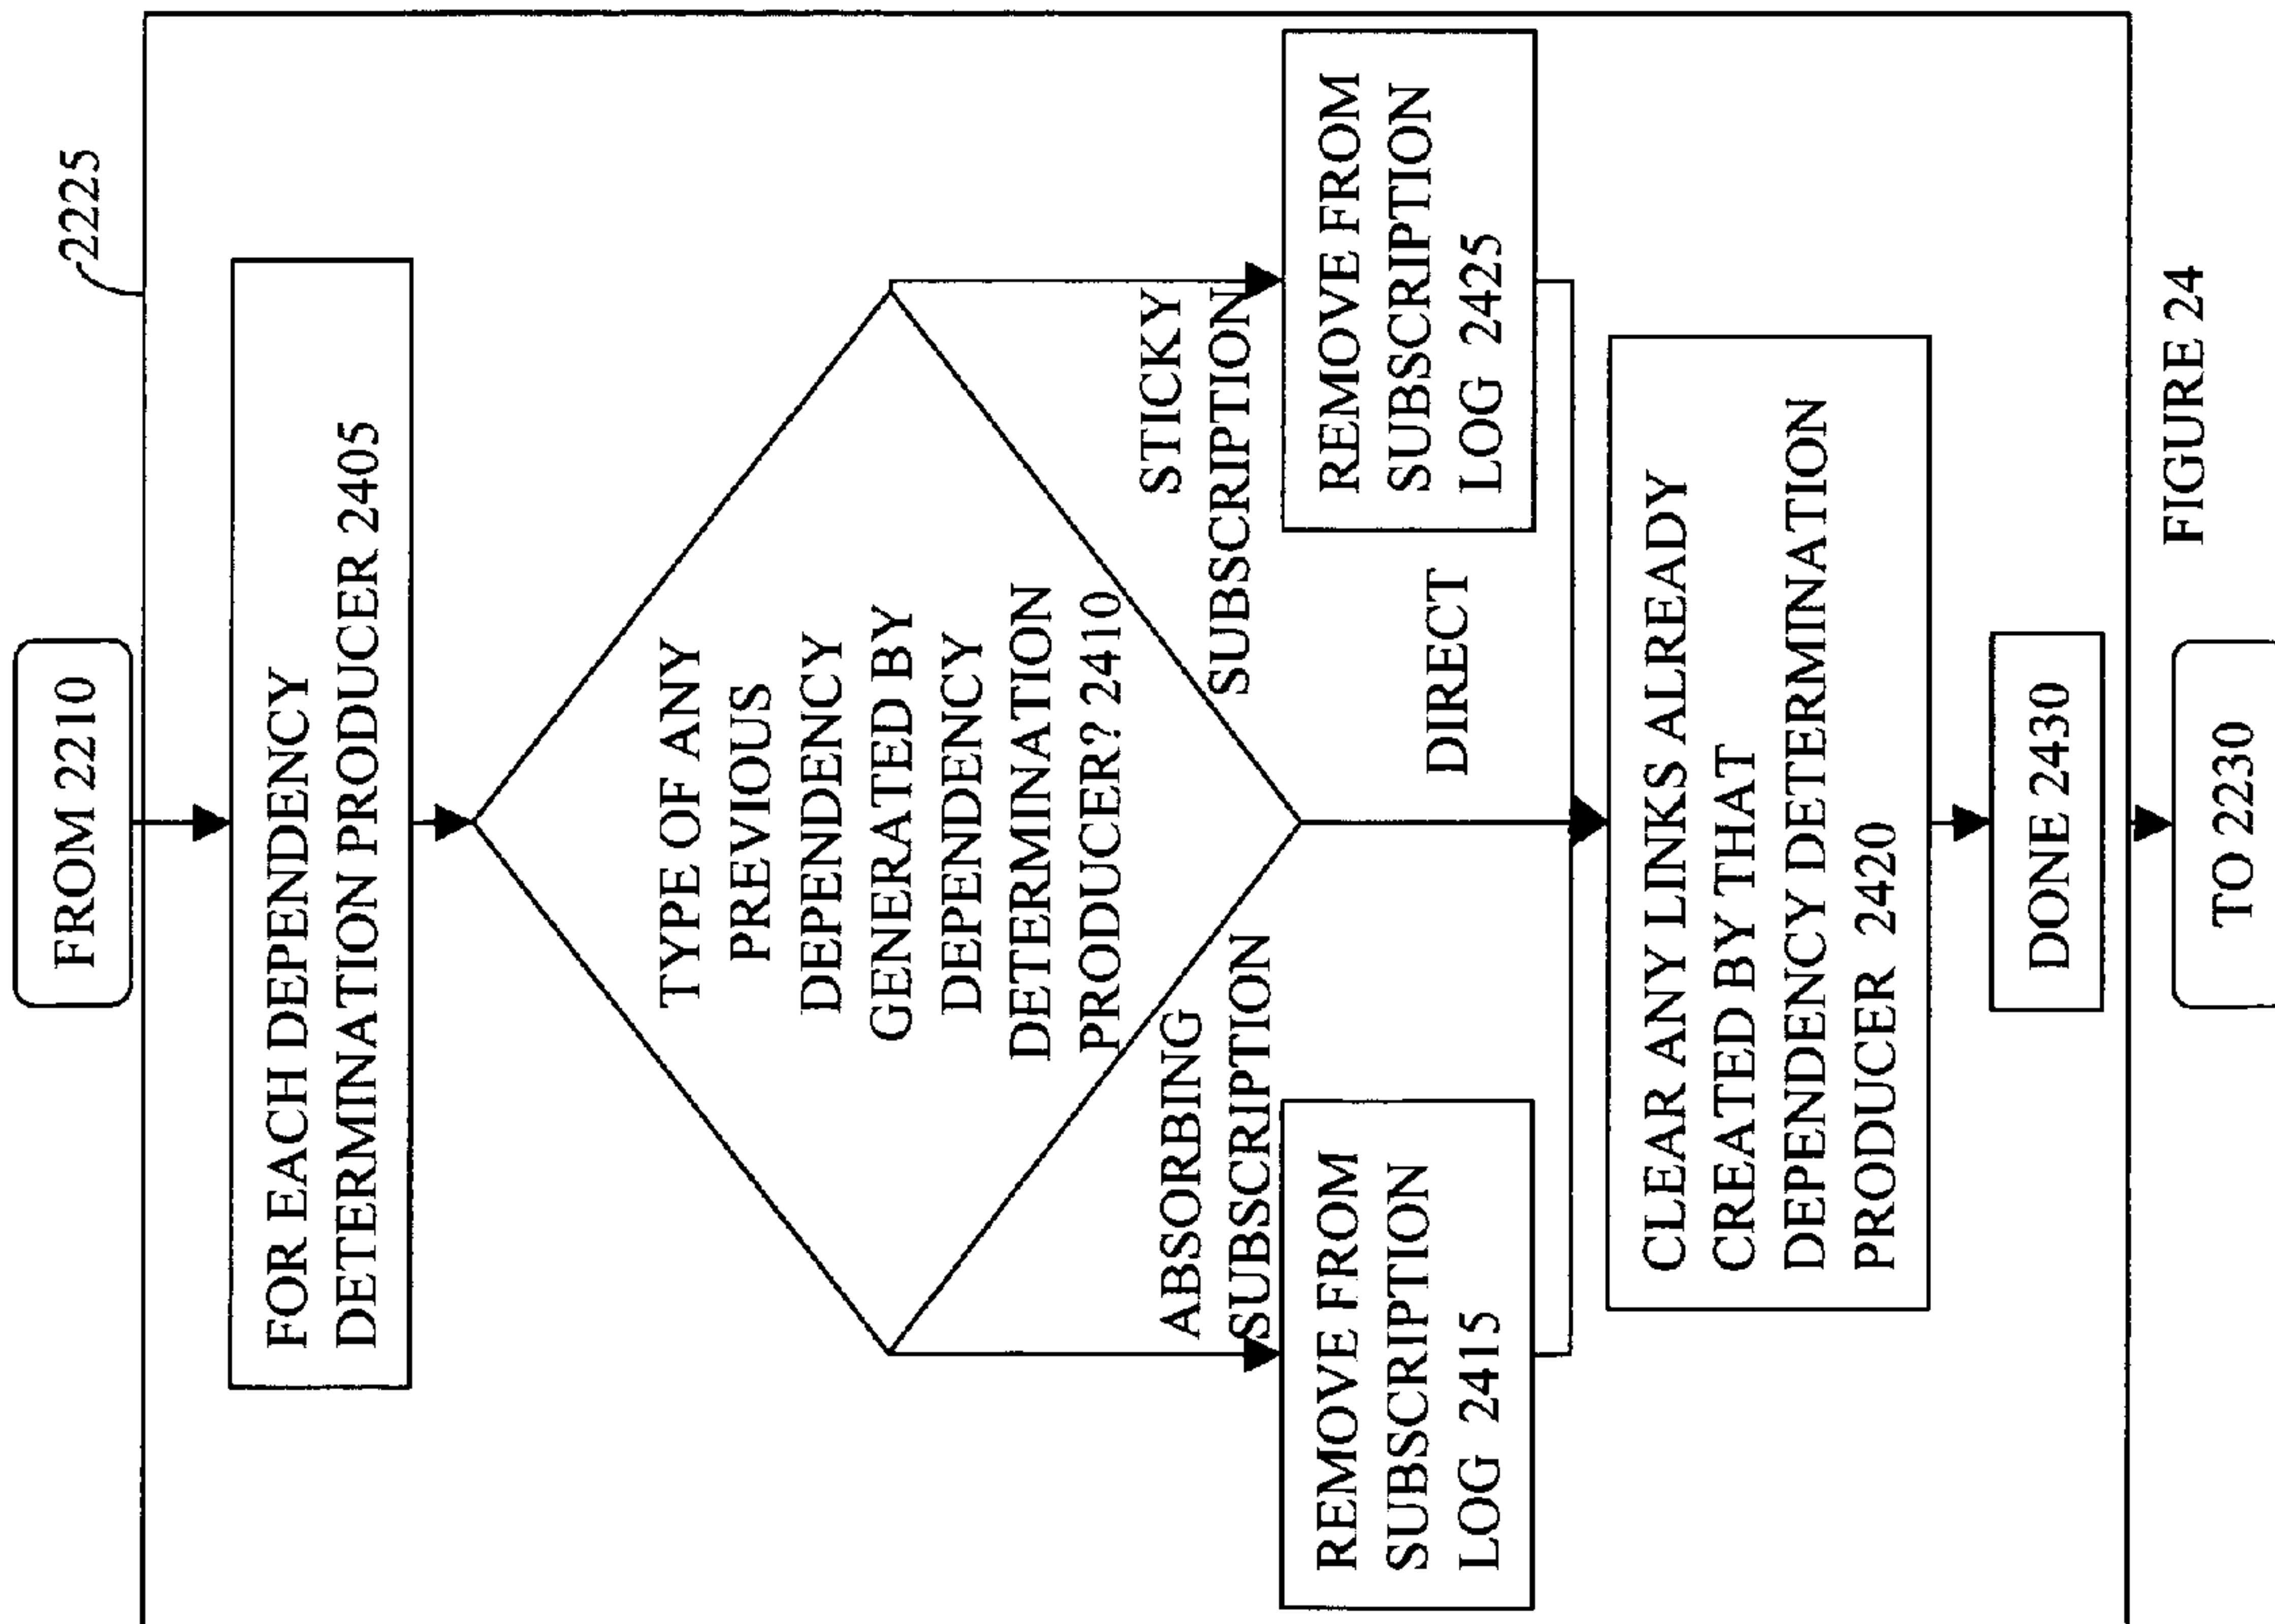 2225
FROM 2210
FOR EACH DEPENDENCY
DETERMINATION PRODUCER 2405
TYPE OF ANY
PREVIOUS
DEPENDENCY
GENERATED BY
DEPENDENCY
DETERMINATION
PRODUCER? 2410
ABSORBING
SUBSCRIPTION
STICKY
SUBSCRIPTION
REMOVE FROM
SUBSCRIPTION
LOG 2415
DIRECT
REMOVE FROM
SUBSCRIPTION
LOG 2425
CLEAR ANY LINKS ALREADY
CREATED BY THAT
DEPENDENCY DETERMINATION
PRODUCER 2420
DONE 2430
TO 2230
FIGURE 24